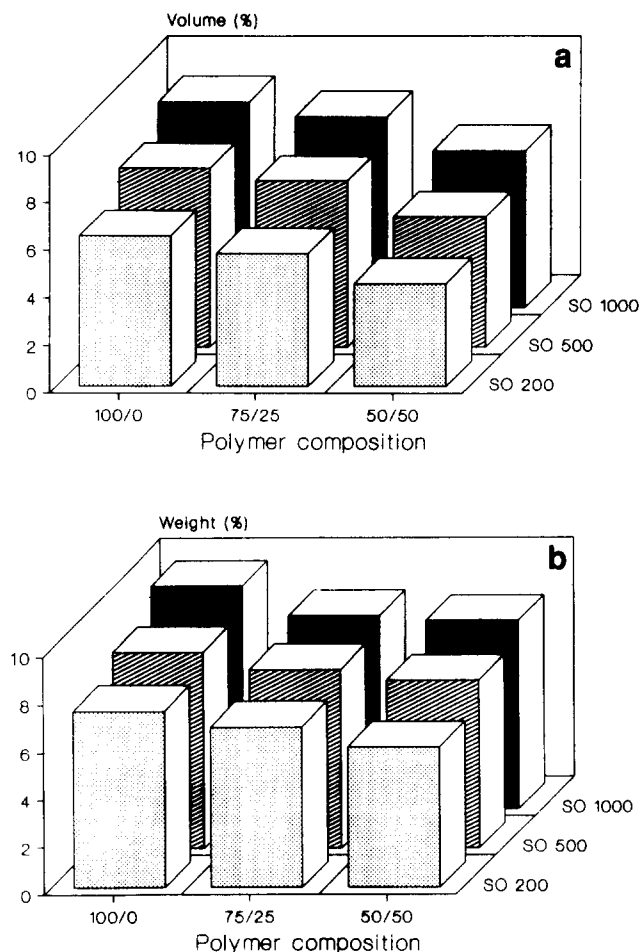 Volume (%)
a
10
8
6
4
2
0
SO 1000
SO 500
SO 200
100/0 75/25 50/50
Polymer composition
Weight (%)
b
10
8
6
4
2
0
SO 1000
SO 500
SO 200
100/0 75/25 50/50
Polymer composition